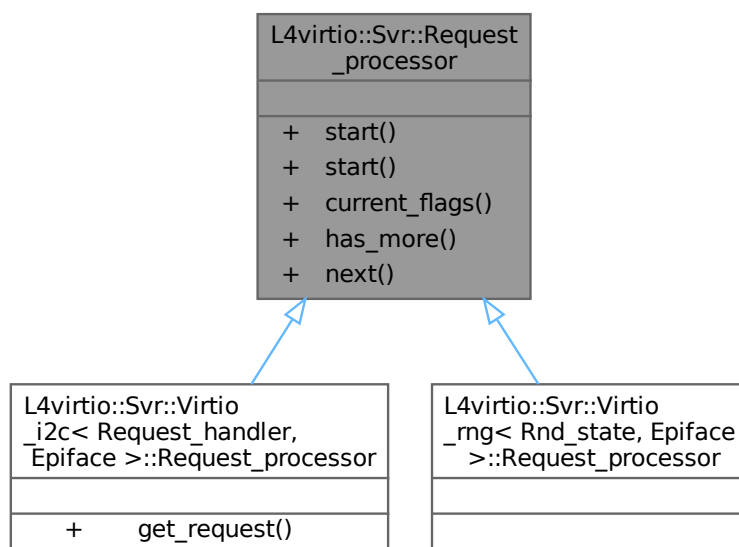 L4virtio::Svr::Request
_processor
+ start()
+ start()
+ current_flags()
+ has_more()
+ next()
L4virtio::Svr::Virtio
_i2c< Request_handler,
Epiface >::Request_processor
+ get_request()
L4virtio::Svr::Virtio
_rng< Rnd_state, Epiface
>::Request_processor